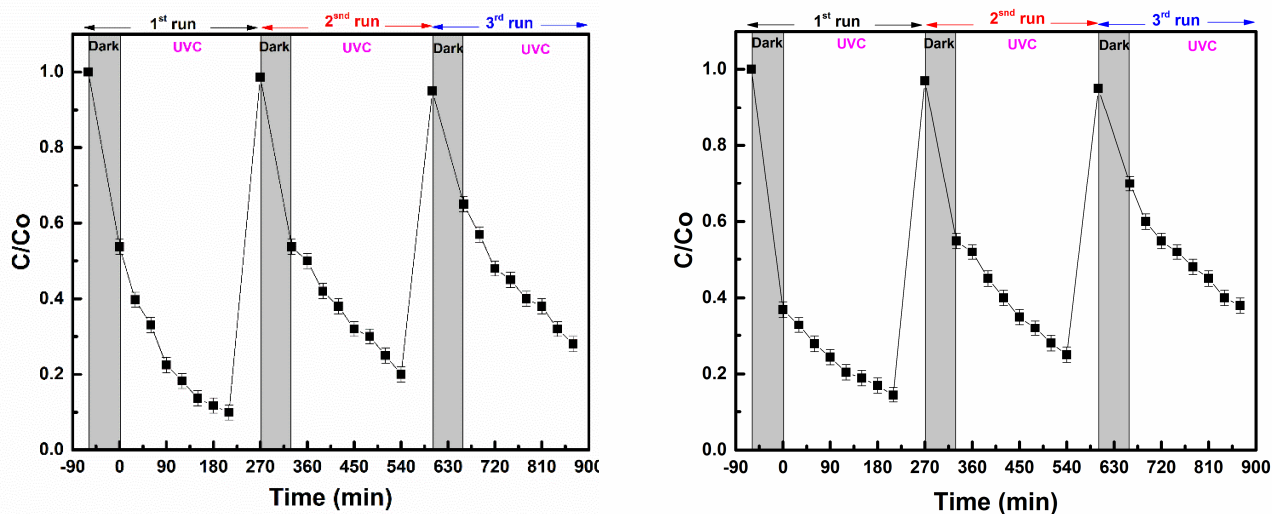 1st run 2snd run 3rd run
Dark UVC Dark UVC Dark UVC
1.0
0.8
0.6
0.4
0.2
0.0
C/Co
-90 0 90 180 270 360 450 540 630 720 810 900
Time (min)
1st run 2snd run 3rd run
Dark UVC Dark UVC Dark UVC
1.0
0.8
0.6
0.4
0.2
0.0
C/Co
-90 0 90 180 270 360 450 540 630 720 810 900
Time (min)